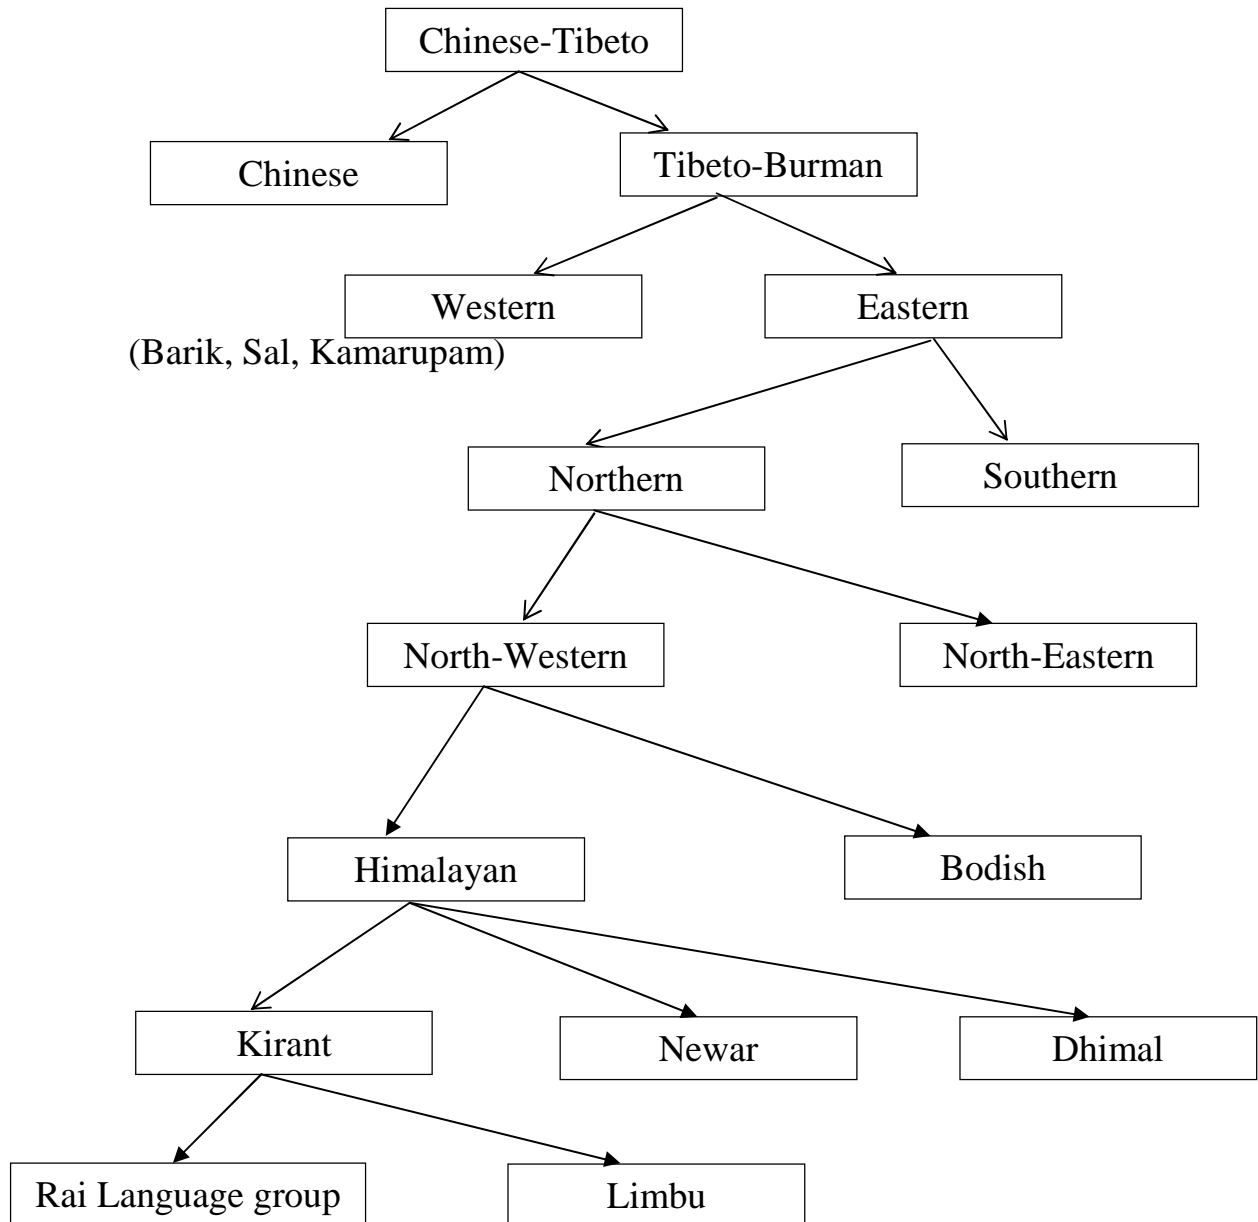 Chinese-Tibeto
Chinese
Tibeto-Burman
Western
Eastern
(Barik, Sal, Kamarupam)
Northern
Southern
North-Western
North-Eastern
Himalayan
Bodish
Kirant
Newar
Dhimal
Rai Language group
Limbu